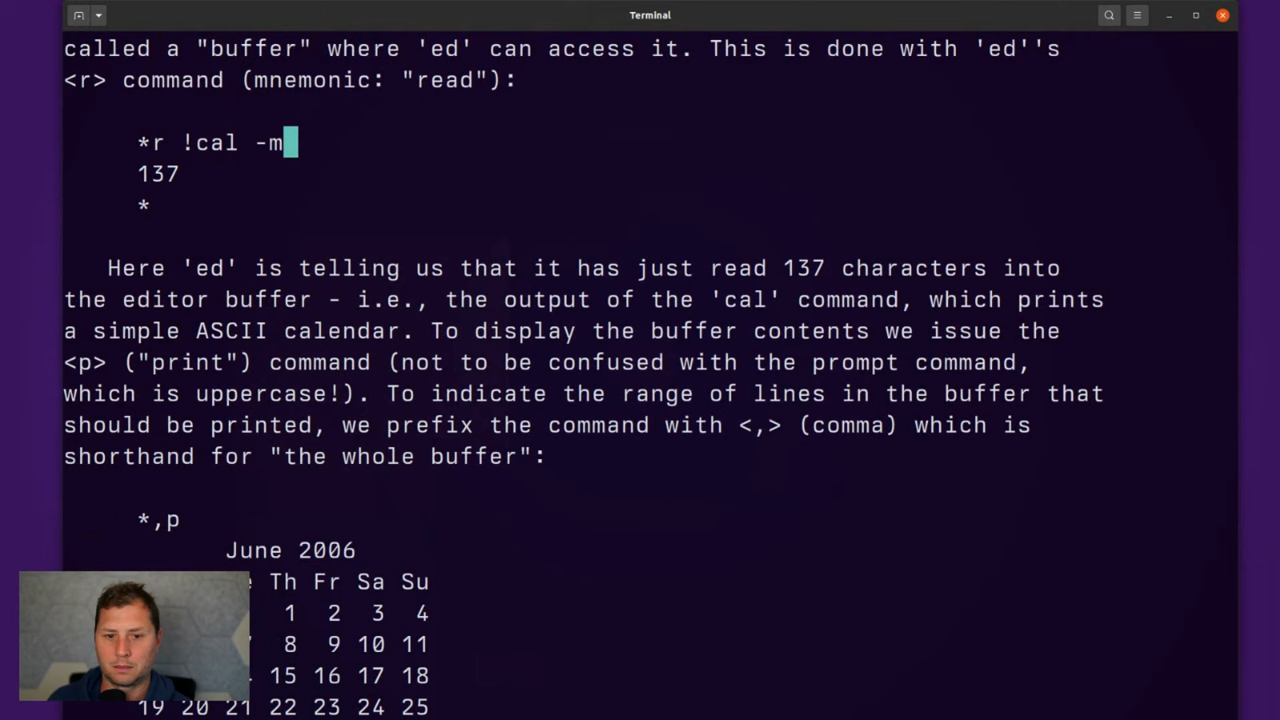 Terminal
called a "buffer" where 'ed' can access it. This is done with 'ed''s
<r> command (mnemonic: "read"):
*r !cal -m
137
*
Here 'ed' is telling us that it has just read 137 characters into
the editor buffer - i.e., the output of the 'cal' command, which prints
a simple ASCII calendar. To display the buffer contents we issue the
<p> ("print") command (not to be confused with the prompt command,
which is uppercase!). To indicate the range of lines in the buffer that
should be printed, we prefix the command with <,> (comma) which is
shorthand for "the whole buffer":
*,p
June 2006
Th Fr Sa Su
1 2 3 4
8 9 10 11
15 16 17 18
19 20 21 22 23 24 25